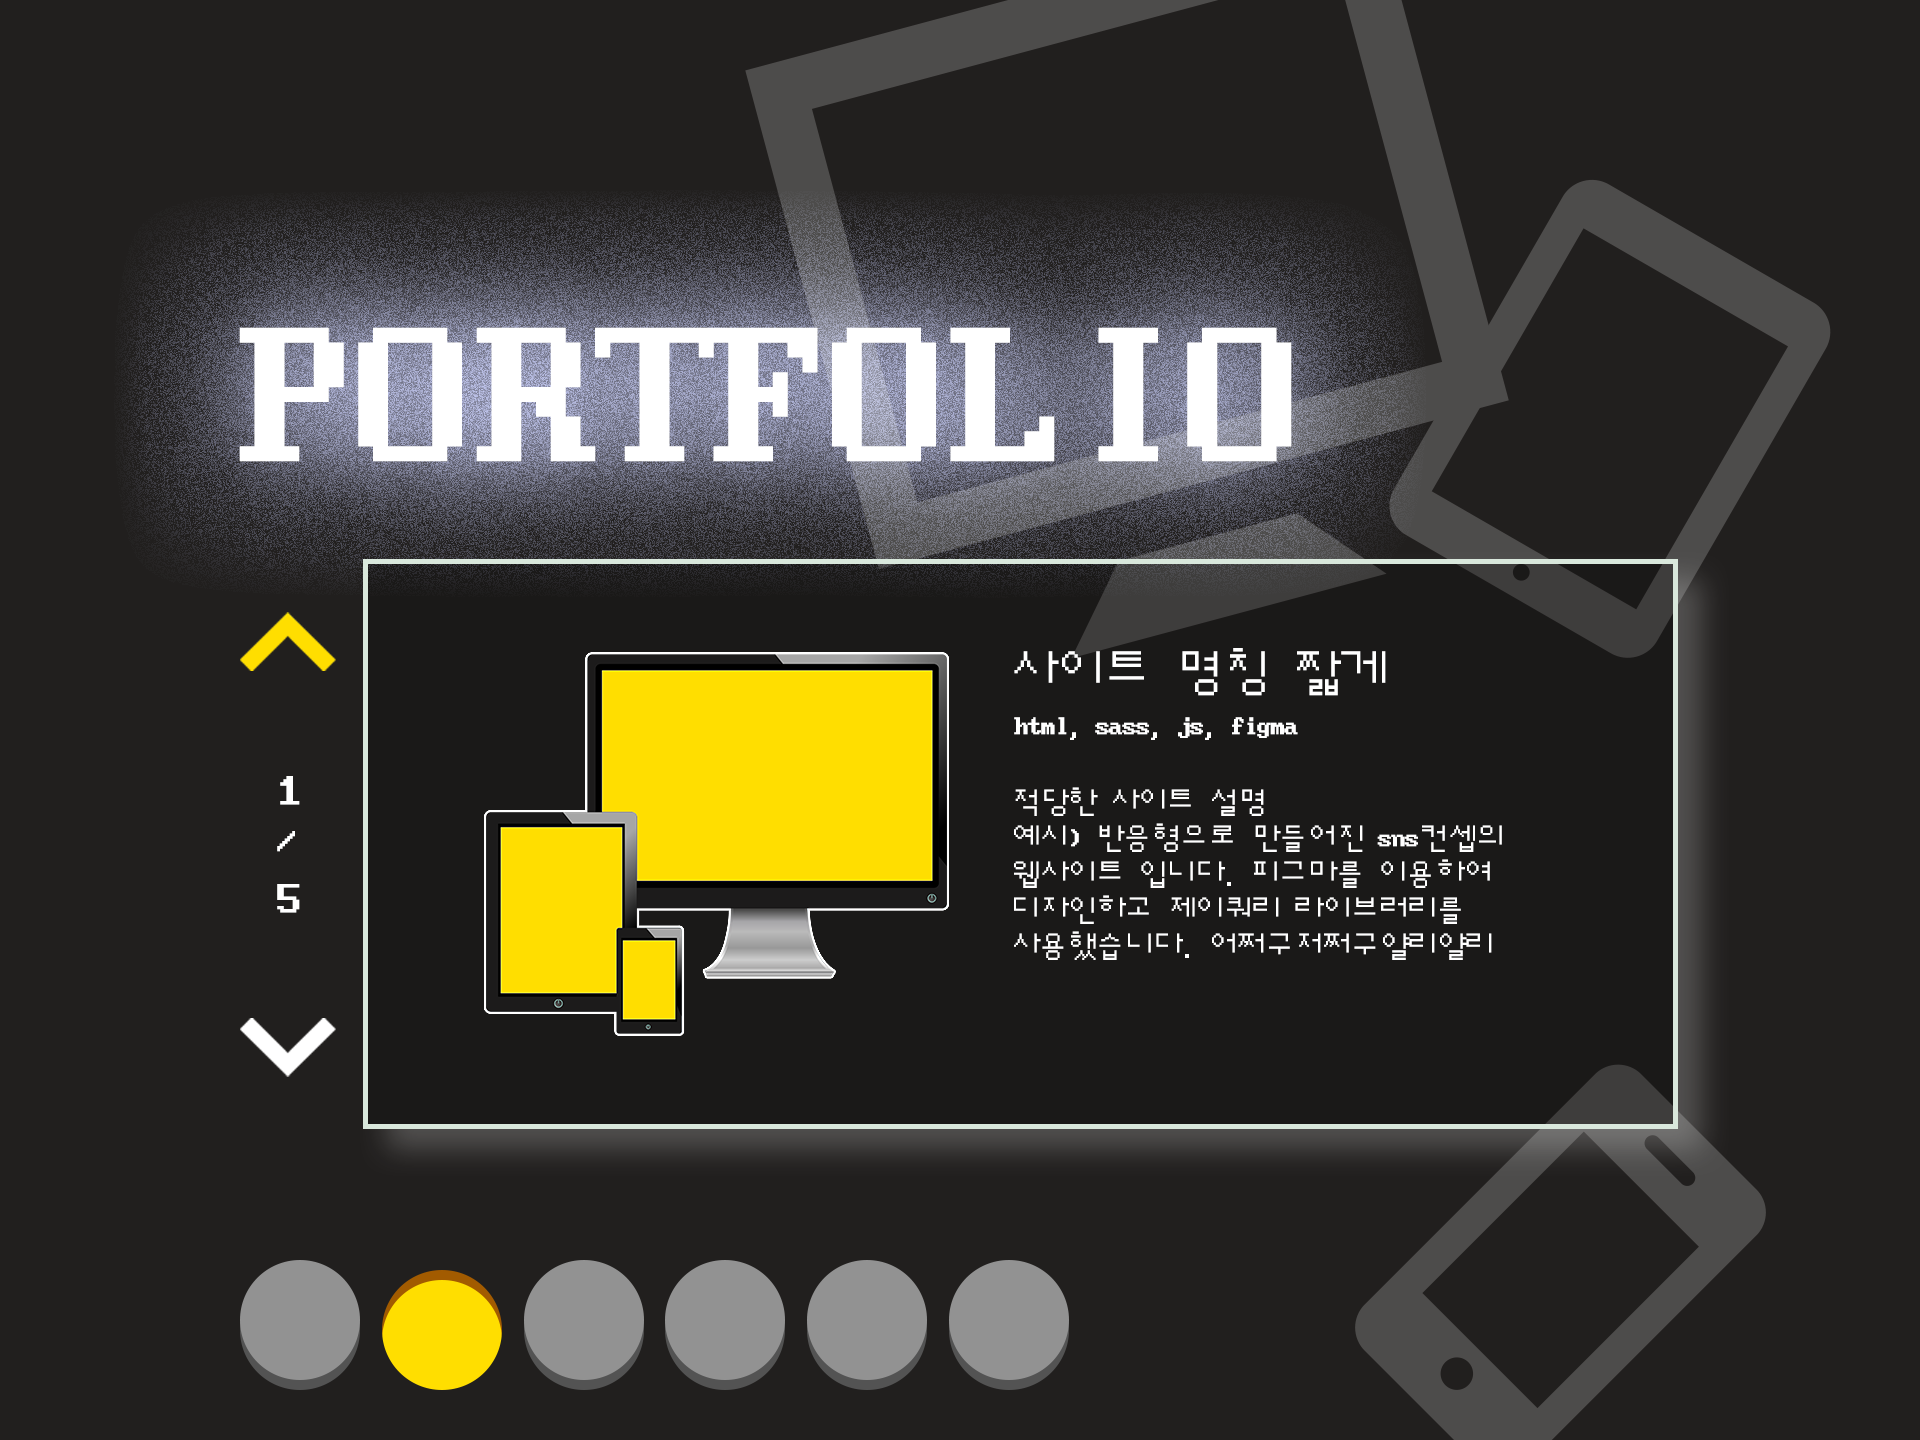 PORTFOLIO
1
/
5
사이트 명칭 짧게
html, sass, js, figma
적당한 사이트 설명
예시) 반응형으로 만들어진 sns컨셉의
웹사이트 입니다. 피그마를 이용하여
디자인하고 제이쿼리 라이브러리를
사용했습니다. 어쩌구저쩌구얄리얄리